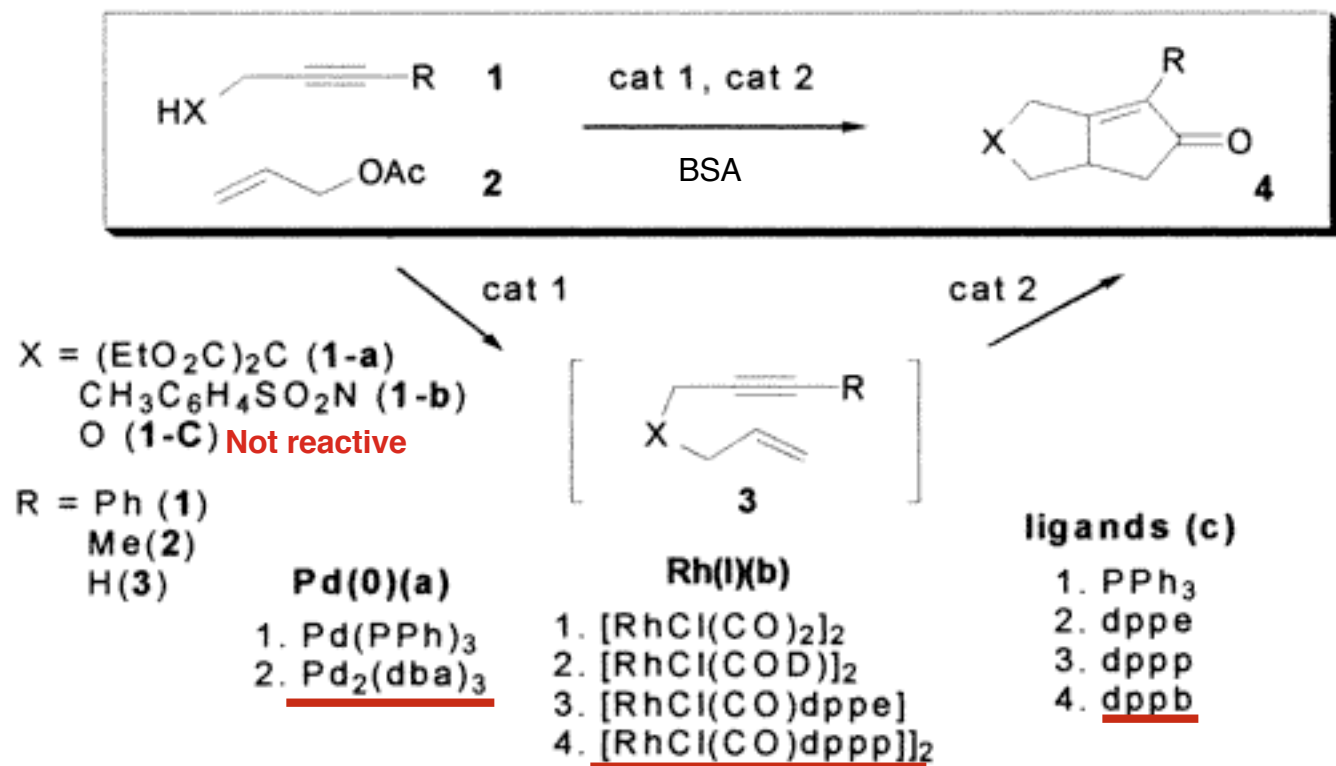 HX R 1
OAc 2
cat 1, cat 2
BSA
R
X O
4
cat 1
cat 2
X = (EtO₂C)₂C (1-a)
CH₃C₆H₄SO₂N (1-b)
O (1-C) Not reactive
R = Ph (1)
Me(2)
H(3)
R
X
3
Pd(0)(a)
1. Pd(PPh)₃
2. Pd₂(dba)₃
Rh(I)(b)
1. [RhCl(CO)₂]₂
2. [RhCl(COD)]₂
3. [RhCl(CO)dppe]
4. [RhCl(CO)dppp]]₂
ligands (c)
1. PPh₃
2. dppe
3. dppp
4. dppb